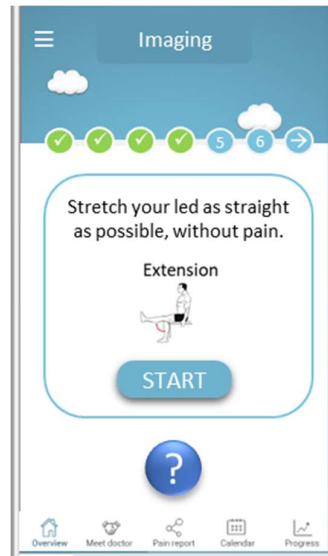 Imaging
5 6
Stretch your led as straight
as possible, without pain.
Extension
START
?
Overview Meet doctor Pain report Calendar Progress